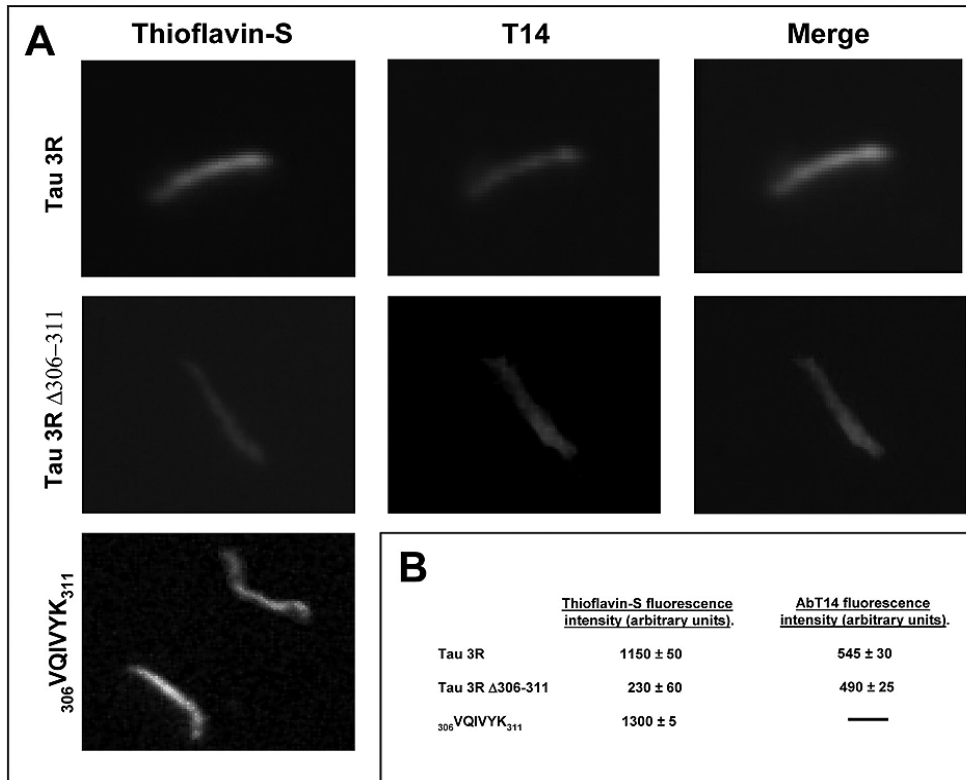 A
Thioflavin-S
T14
Merge
Tau 3R
Tau 3R Δ306–311
306VQIVYK311
B
Thioflavin-S fluorescence
intensity (arbitrary units).
AbT14 fluorescence
intensity (arbitrary units).
Tau 3R 1150 ± 50 545 ± 30
Tau 3R Δ306-311 230 ± 60 490 ± 25
306VQIVYK311 1300 ± 5 —